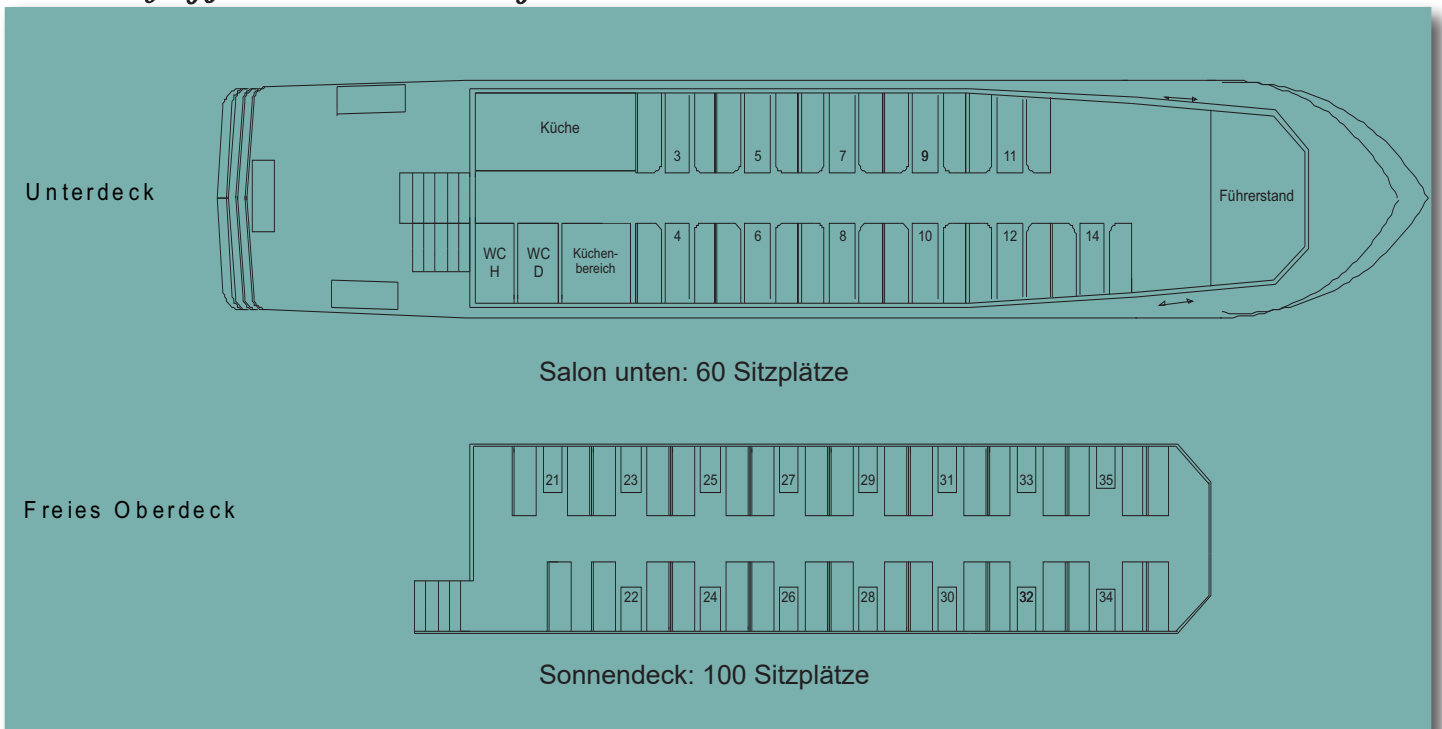 Küche
3 5 7 9 11
Unterdeck
Führerstand
WC
H
WC
D
Küchen-
bereich
4 6 8 10 12 14
Salon unten: 60 Sitzplätze
21 23 25 27 29 31 33 35
Freies Oberdeck
22 24 26 28 30 32 34
Sonnendeck: 100 Sitzplätze